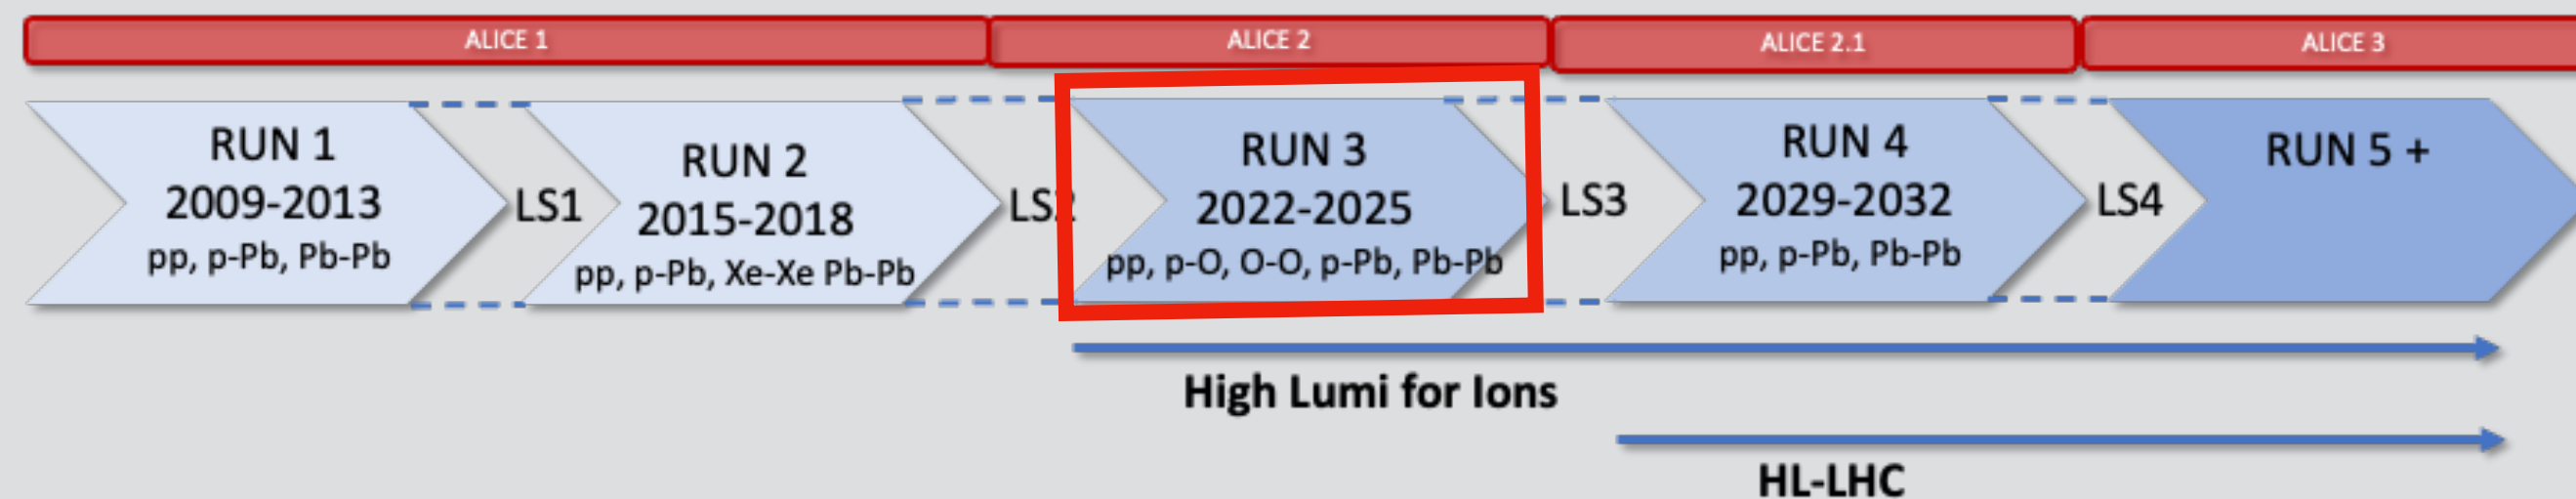 ALICE 1
ALICE 2
ALICE 2.1
ALICE 3
RUN 1
2009-2013
pp, p-Pb, Pb-Pb
LS1
RUN 2
2015-2018
pp, p-Pb, Xe-Xe Pb-Pb
LS2
RUN 3
2022-2025
pp, p-O, O-O, p-Pb, Pb-Pb
LS3
RUN 4
2029-2032
pp, p-Pb, Pb-Pb
LS4
RUN 5 +
High Lumi for Ions
HL-LHC